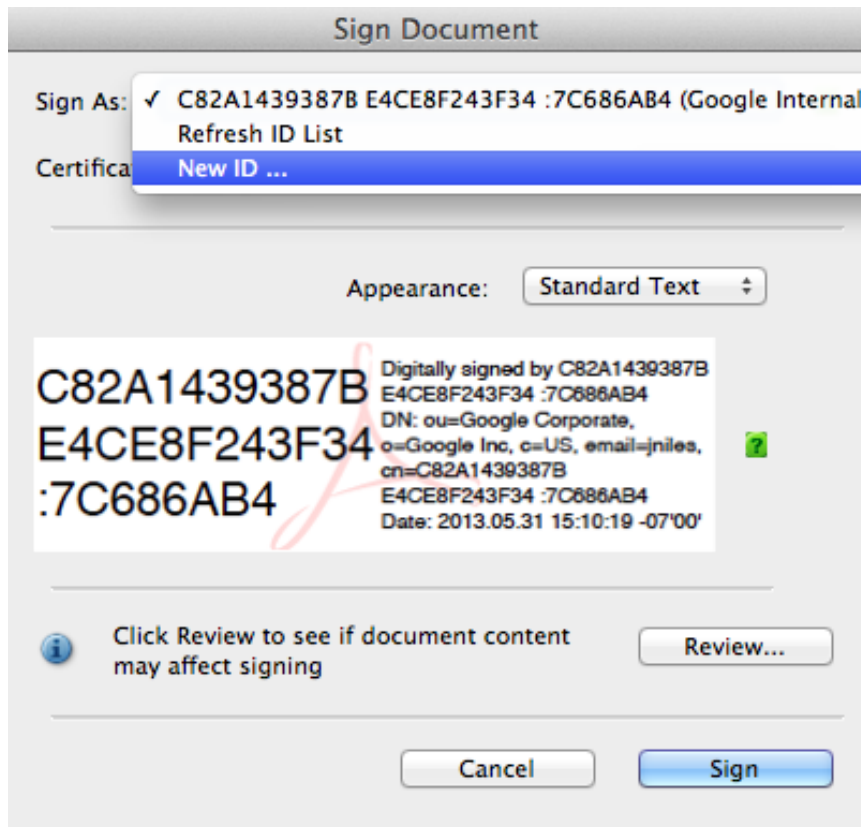 Sign Document
Sign As: ✓ C82A1439387B E4CE8F243F34 :7C686AB4 (Google Internal
Refresh ID List
Certifica New ID ...
Appearance: Standard Text
C82A1439387B
E4CE8F243F34
:7C686AB4
Digitally signed by C82A1439387B
E4CE8F243F34 :7C686AB4
DN: ou=Google Corporate,
o=Google Inc, c=US, email=jniles,
cn=C82A1439387B
E4CE8F243F34 :7C686AB4
Date: 2013.05.31 15:10:19 -07'00'
?
Click Review to see if document content
may affect signing
Review...
Cancel Sign